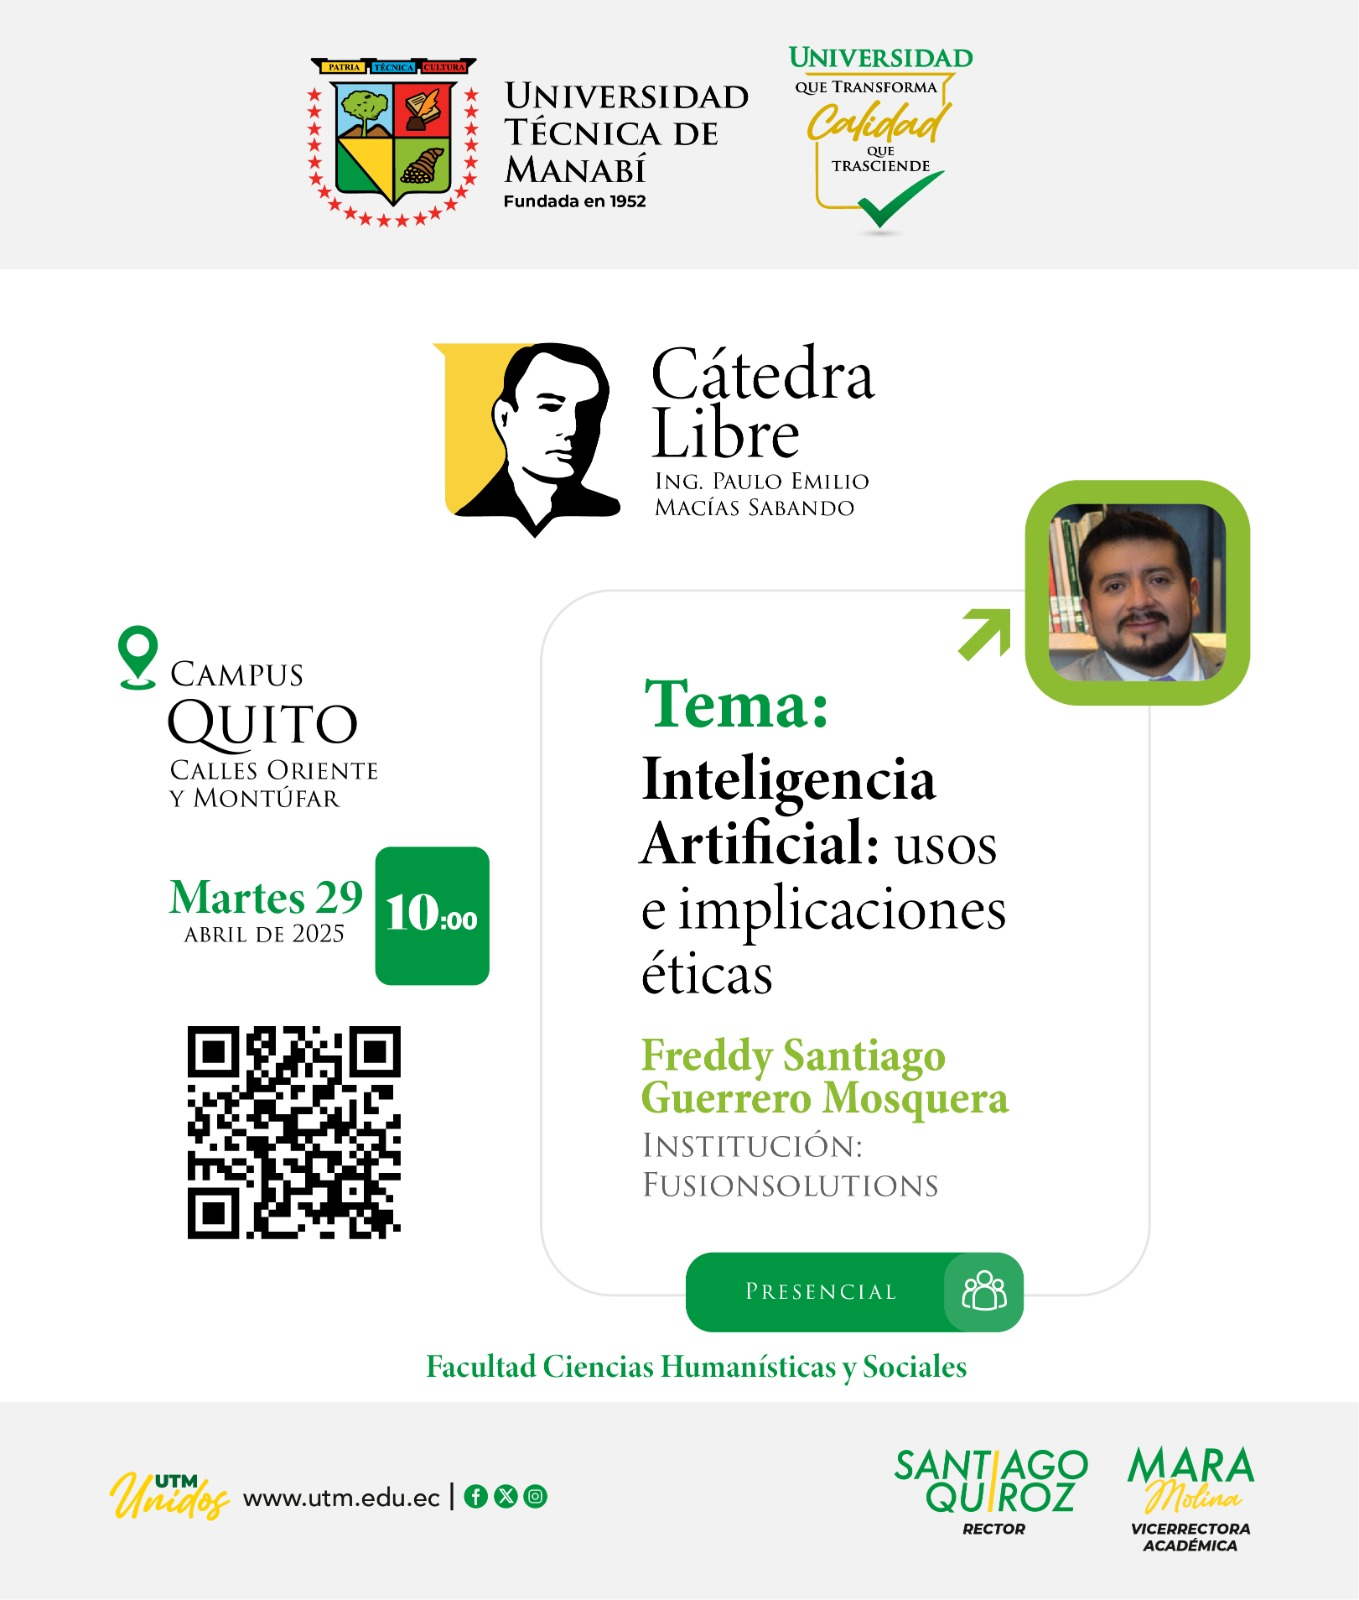 PATRIA TÉCNICA CULTURA
UNIVERSIDAD
TÉCNICA DE
MANABÍ
Fundada en 1952
UNIVERSIDAD
QUE TRANSFORMA
Calidad
QUE
TRASCIENDE
Cátedra
Libre
ING. PAULO EMILIO
MACÍAS SABANDO
CAMPUS
QUITO
CALLES ORIENTE
Y MONTÚFAR
Martes 29
ABRIL DE 2025
10:00
Tema:
Inteligencia
Artificial: usos
e implicaciones
éticas
Freddy Santiago
Guerrero Mosquera
INSTITUCIÓN:
FUSIONSOLUTIONS
PRESENCIAL
Facultad Ciencias Humanísticas y Sociales
UTM
Unidos
www.utm.edu.ec |
SANTIAGO
QUIROZ
RECTOR
MARA
Molina
VICERRECTORA
ACADÉMICA